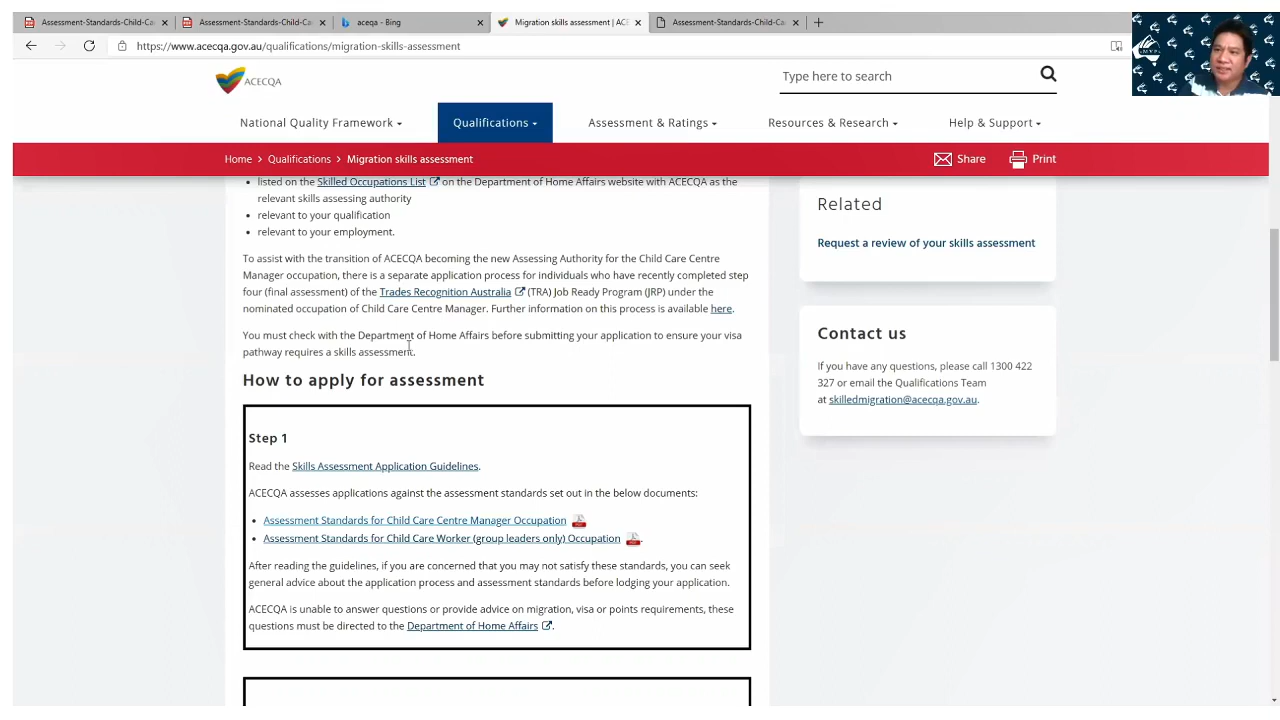 Assessment-Standards-Child-Ca
Assessment-Standards-Child-Ca
aceqa - Bing
Migration skills assessment | ACE
Assessment-Standards-Child-Ca
https://www.acecqa.gov.au/qualifications/migration-skills-assessment
ACECQA
Type here to search
National Quality Framework
Qualifications
Assessment & Ratings
Resources & Research
Help & Support
Home > Qualifications > Migration skills assessment
Share
Print
• listed on the Skilled Occupations List on the Department of Home Affairs website with ACECQA as the
relevant skills assessing authority
• relevant to your qualification
• relevant to your employment.
To assist with the transition of ACECQA becoming the new Assessing Authority for the Child Care Centre
Manager occupation, there is a separate application process for individuals who have recently completed step
four (final assessment) of the Trades Recognition Australia (TRA) Job Ready Program (JRP) under the
nominated occupation of Child Care Centre Manager. Further information on this process is available here.
You must check with the Department of Home Affairs before submitting your application to ensure your visa
pathway requires a skills assessment.
How to apply for assessment
Step 1
Read the Skills Assessment Application Guidelines.
ACECQA assesses applications against the assessment standards set out in the below documents:
• Assessment Standards for Child Care Centre Manager Occupation
• Assessment Standards for Child Care Worker (group leaders only) Occupation.
After reading the guidelines, if you are concerned that you may not satisfy these standards, you can seek
general advice about the application process and assessment standards before lodging your application.
ACECQA is unable to answer questions or provide advice on migration, visa or points requirements, these
questions must be directed to the Department of Home Affairs.
Related
Request a review of your skills assessment
Contact us
If you have any questions, please call 1300 422
327 or email the Qualifications Team
at skilledmigration@acecqa.gov.au.